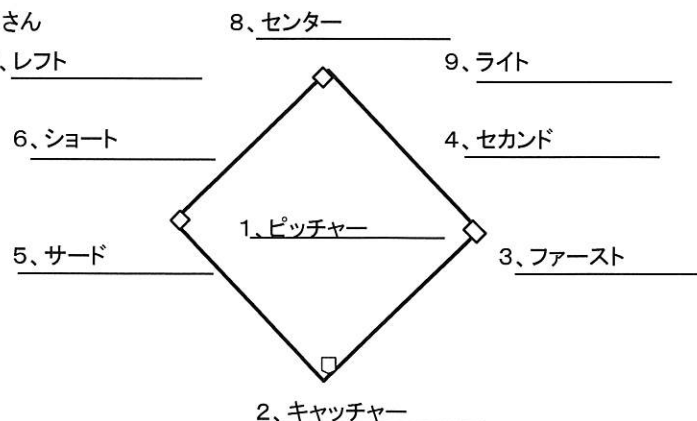 さん
8、センター
、レフト
9、ライト
6、ショート
4、セカンド
1、ピッチャー
5、サード
3、ファースト
2、キャッチャー